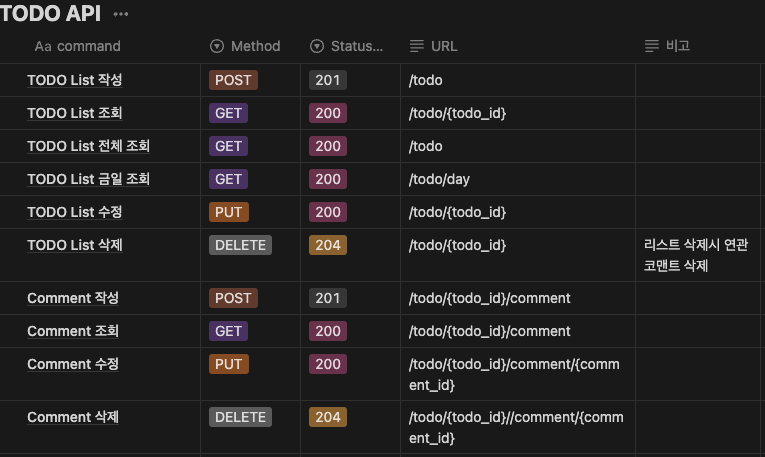 TODO API ...
Aa command Method Status... URL 비고
TODO List 작성 POST 201 /todo
TODO List 조회 GET 200 /todo/{todo_id}
TODO List 전체 조회 GET 200 /todo
TODO List 금일 조회 GET 200 /todo/day
TODO List 수정 PUT 200 /todo/{todo_id}
TODO List 삭제 DELETE 204 /todo/{todo_id} 리스트 삭제시 연관
코맨트 삭제
Comment 작성 POST 201 /todo/{todo_id}/comment
Comment 조회 GET 200 /todo/{todo_id}/comment
Comment 수정 PUT 200 /todo/{todo_id}/comment/{comm
ent_id}
Comment 삭제 DELETE 204 /todo/{todo_id}//comment/{comm
ent_id}